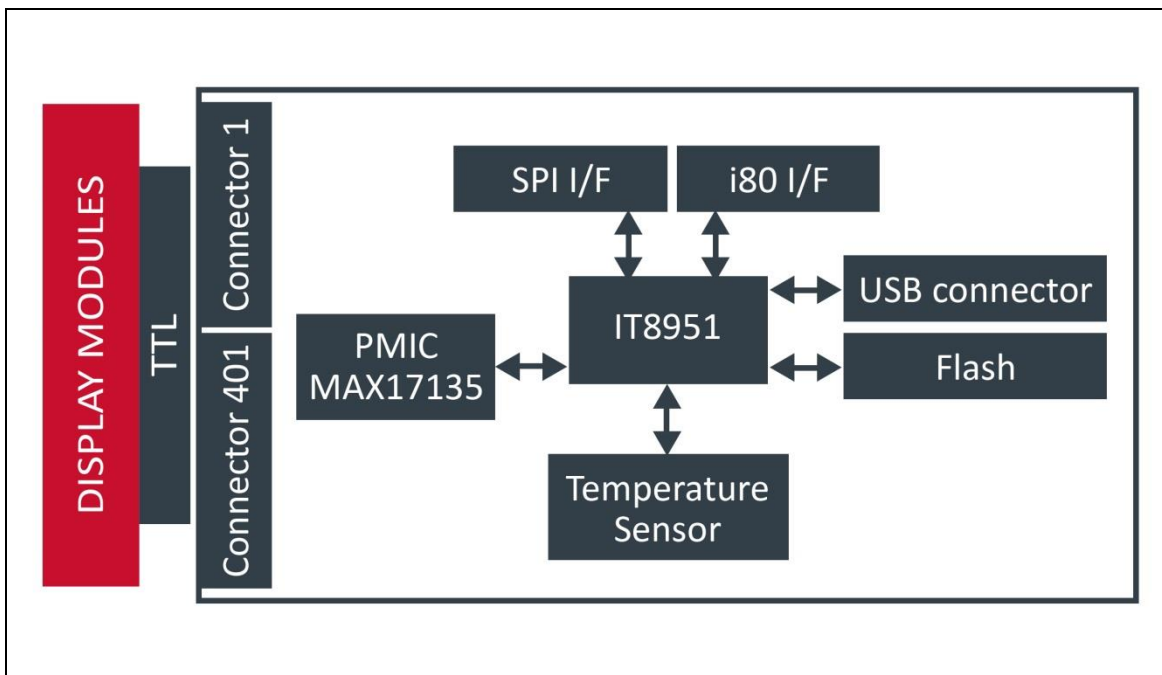 DISPLAY MODULES
TTL
Connector 1
Connector 401
SPI I/F
i80 I/F
IT8951
USB connector
Flash
PMIC
MAX17135
Temperature
Sensor